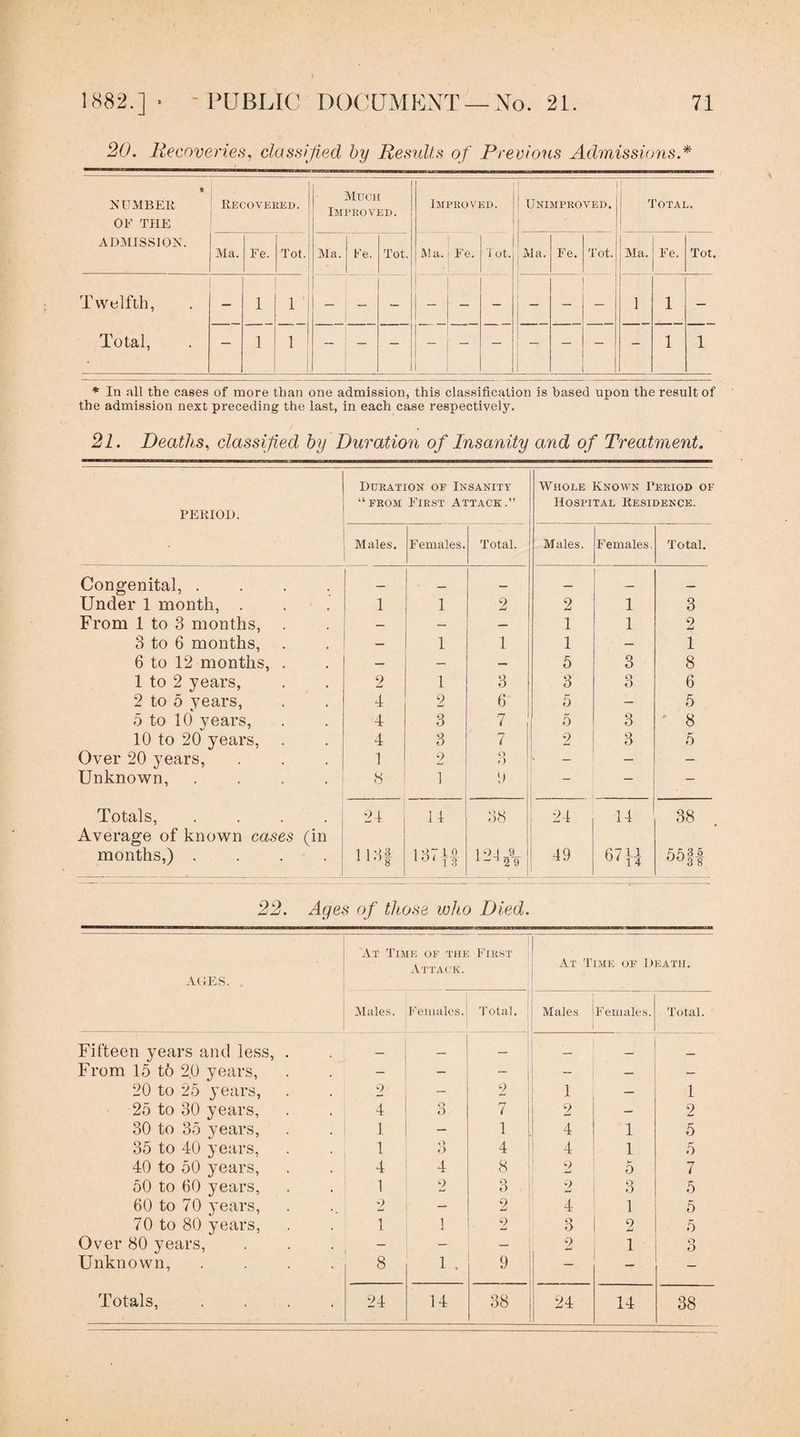 1882.] · PUBLIC DOCUMENT — No. 21. 71
20. Recoveries, classified by Results of Previous Admissions.*
NUMBER OF THE ADMISSION. | RECOVERED. | MUCH IMPROVED. | IMPROVED. | UNIMPROVED. | TOTAL.
Ma. Fe. Tot. | Ma. Fe. Tot. | Ma. Fe. Tot. | Ma. Fe. Tot. | Ma. Fe. Tot.
Twelfth, . – 1 1 – – – – – – – – – 1 1 –
Total, . – 1 1 – – – – – – – – – – 1 1
* In all the cases of more than one admission, this classification is based upon the result of
the admission next preceding the last, in each case respectively.
21. Deaths, classified by Duration of Insanity and of Treatment.
PERIOD. | DURATION OF INSANITY “FROM FIRST ATTACK.” | WHOLE KNOWN PERIOD OF HOSPITAL RESIDENCE.
Males. Females. Total. | Males. Females. Total.
Congenital, . . . . – – – – – –
Under 1 month, . . . 1 1 2 2 1 3
From 1 to 3 months, . . – – – 1 1 2
3 to 6 months, . . – 1 1 1 – 1
6 to 12 months, . . – – – 5 3 8
1 to 2 years, . . 2 1 3 3 3 6
2 to 5 years, . . 4 2 6 5 – 5
5 to 10 years, . . 4 3 7 5 3 8
10 to 20 years, . . 4 3 7 2 3 5
Over 20 years, . . . 1 2 3 – – –
Unknown, . . . . 8 1 9 – – –
Totals, . . . . 24 14 38 24 14 38
Average of known cases (in
months,) . . . . 113 3/8 137 10/13 124 9/29 49 67 11/14 55 35/38
22. Ages of those who Died.
AGES. | AT TIME OF THE FIRST ATTACK. | AT TIME OF DEATH.
Males. Females. Total. | Males Females. Total.
Fifteen years and less, . . – – – – – –
From 15 to 20 years, . . – – – – – –
20 to 25 years, . . 2 – 2 1 – 1
25 to 30 years, . . 4 3 7 2 – 2
30 to 35 years, . . 1 – 1 4 1 5
35 to 40 years, . . 1 3 4 4 1 5
40 to 50 years, . . 4 4 8 2 5 7
50 to 60 years, . . 1 2 3 2 3 5
60 to 70 years, . . 2 – 2 4 1 5
70 to 80 years, . . 1 1 2 3 2 5
Over 80 years, . . . – – – 2 1 3
Unknown, . . . . 8 1 9 – – –
Totals, . . . . 24 14 38 24 14 38